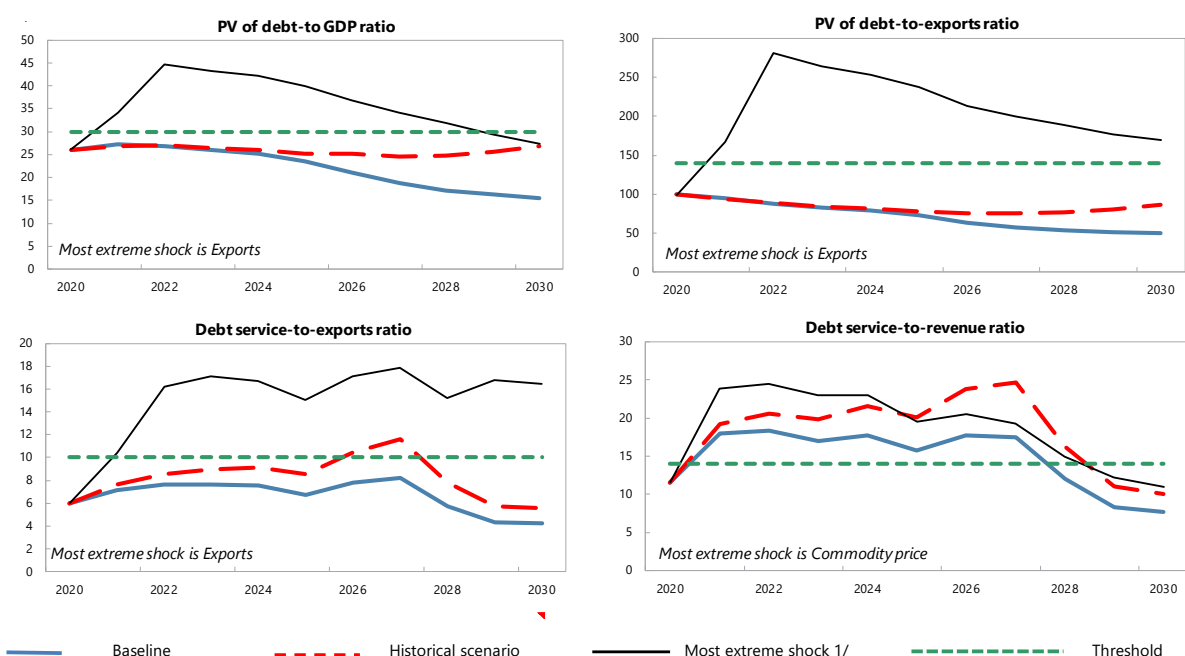 PV of debt-to GDP ratio
50
45
40
35
30
25
20
15
10
5
0
Most extreme shock is Exports
2020 2022 2024 2026 2028 2030
PV of debt-to-exports ratio
300
250
200
150
100
50
0
Most extreme shock is Exports
2020 2022 2024 2026 2028 2030
Debt service-to-exports ratio
20
18
16
14
12
10
8
6
4
2
0
Most extreme shock is Exports
2020 2022 2024 2026 2028 2030
Debt service-to-revenue ratio
30
25
20
15
10
5
0
Most extreme shock is Commodity price
2020 2022 2024 2026 2028 2030
Baseline Historical scenario Most extreme shock 1/ Threshold